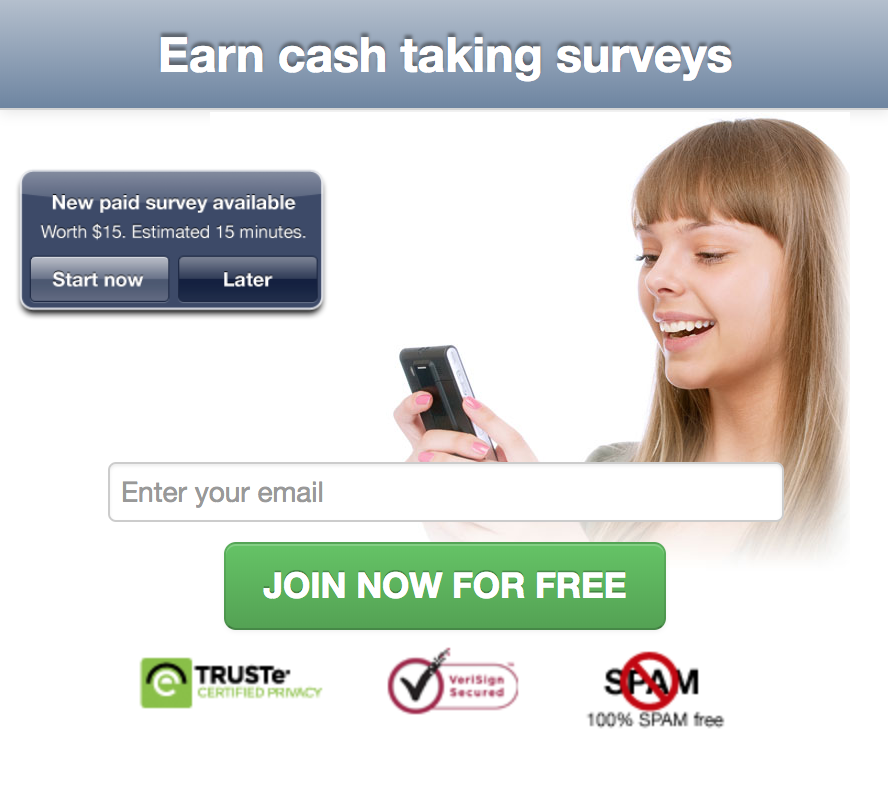 Earn cash taking surveys
New paid survey available
Worth $15. Estimated 15 minutes.
Start now
Later
Enter your email
JOIN NOW FOR FREE
TRUSTe
CERTIFIED PRIVACY
VeriSign
Secured
SPAM
100% SPAM free